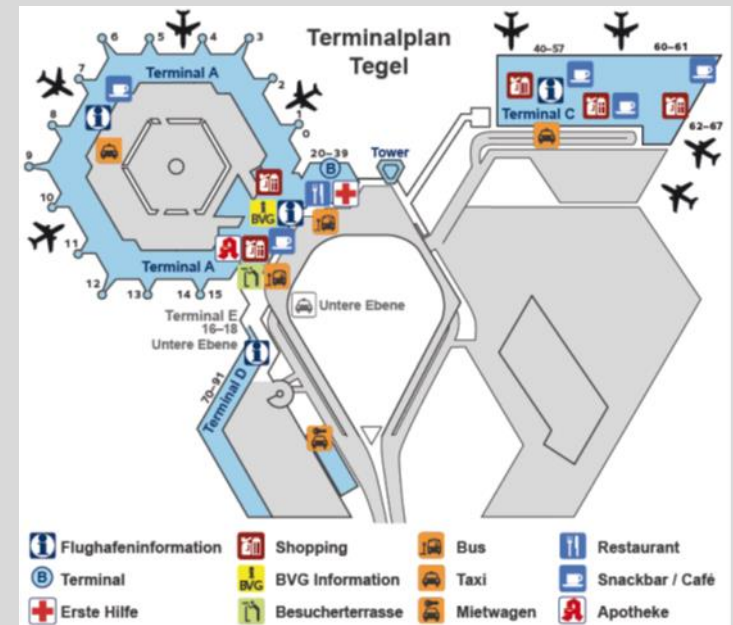 Terminalplan
Tegel
6
5
4
3
40–57
60–61
7
Terminal A
2
Terminal C
8
1
0
62–67
20–39
Tower
B
9
10
BVG
11
Terminal A
12
13
14
15
Untere Ebene
Terminal E
16–18
Untere Ebene
70–91
Terminal D
Flughafeninformation
Shopping
Bus
Restaurant
B
Terminal
BVG
BVG Information
Taxi
Snackbar / Café
Erste Hilfe
Besucherterrasse
Mietwagen
Apotheke